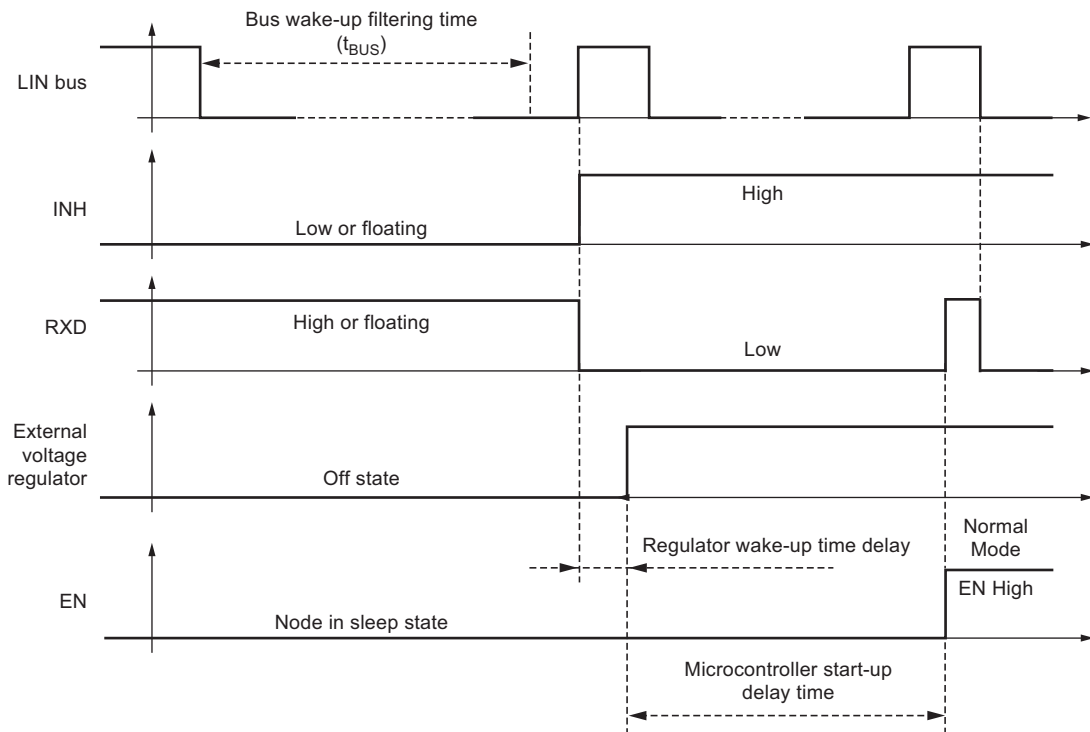 Bus wake-up filtering time
(tBUS)
LIN bus
INH
High
Low or floating
RXD
High or floating
Low
External
voltage
regulator
Off state
Regulator wake-up time delay
Normal
Mode
EN
EN High
Node in sleep state
Microcontroller start-up
delay time